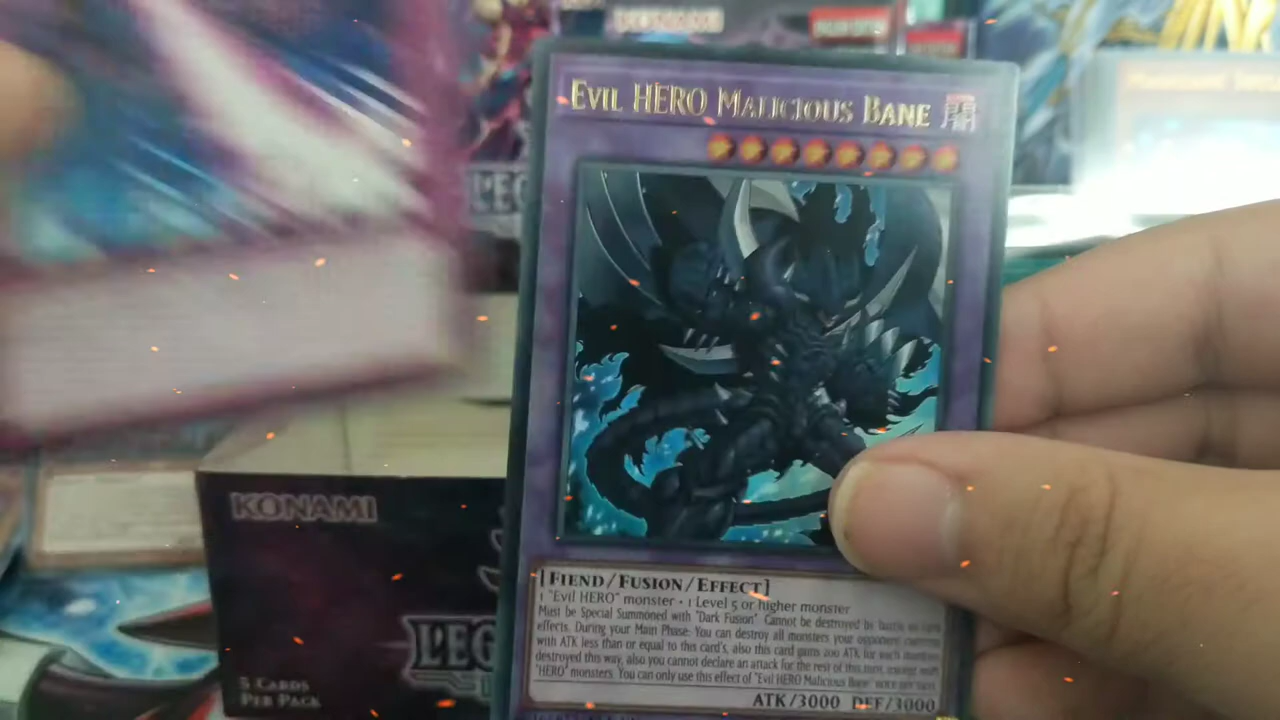 KONAMI
EVIL HERO MALICIOUS BANE
闇
KONAMI
LEG
5 CARDS
PER PACK
[FIEND/FUSION/EFFECT]
1 "Evil HERO" monster + 1 Level 5 or higher monster
Must be Special Summoned with "Dark Fusion". Cannot be destroyed by battle or card
effects. During your Main Phase: You can destroy all monsters your opponent controls
with ATK less than or equal to this card's, also this card gains 200 ATK for each monster
destroyed this way, also you cannot declare an attack for the rest of this turn, except with
"HERO" monsters. You can only use this effect of "Evil HERO Malicious Bane" once per turn.
ATK/3000 DEF/3000